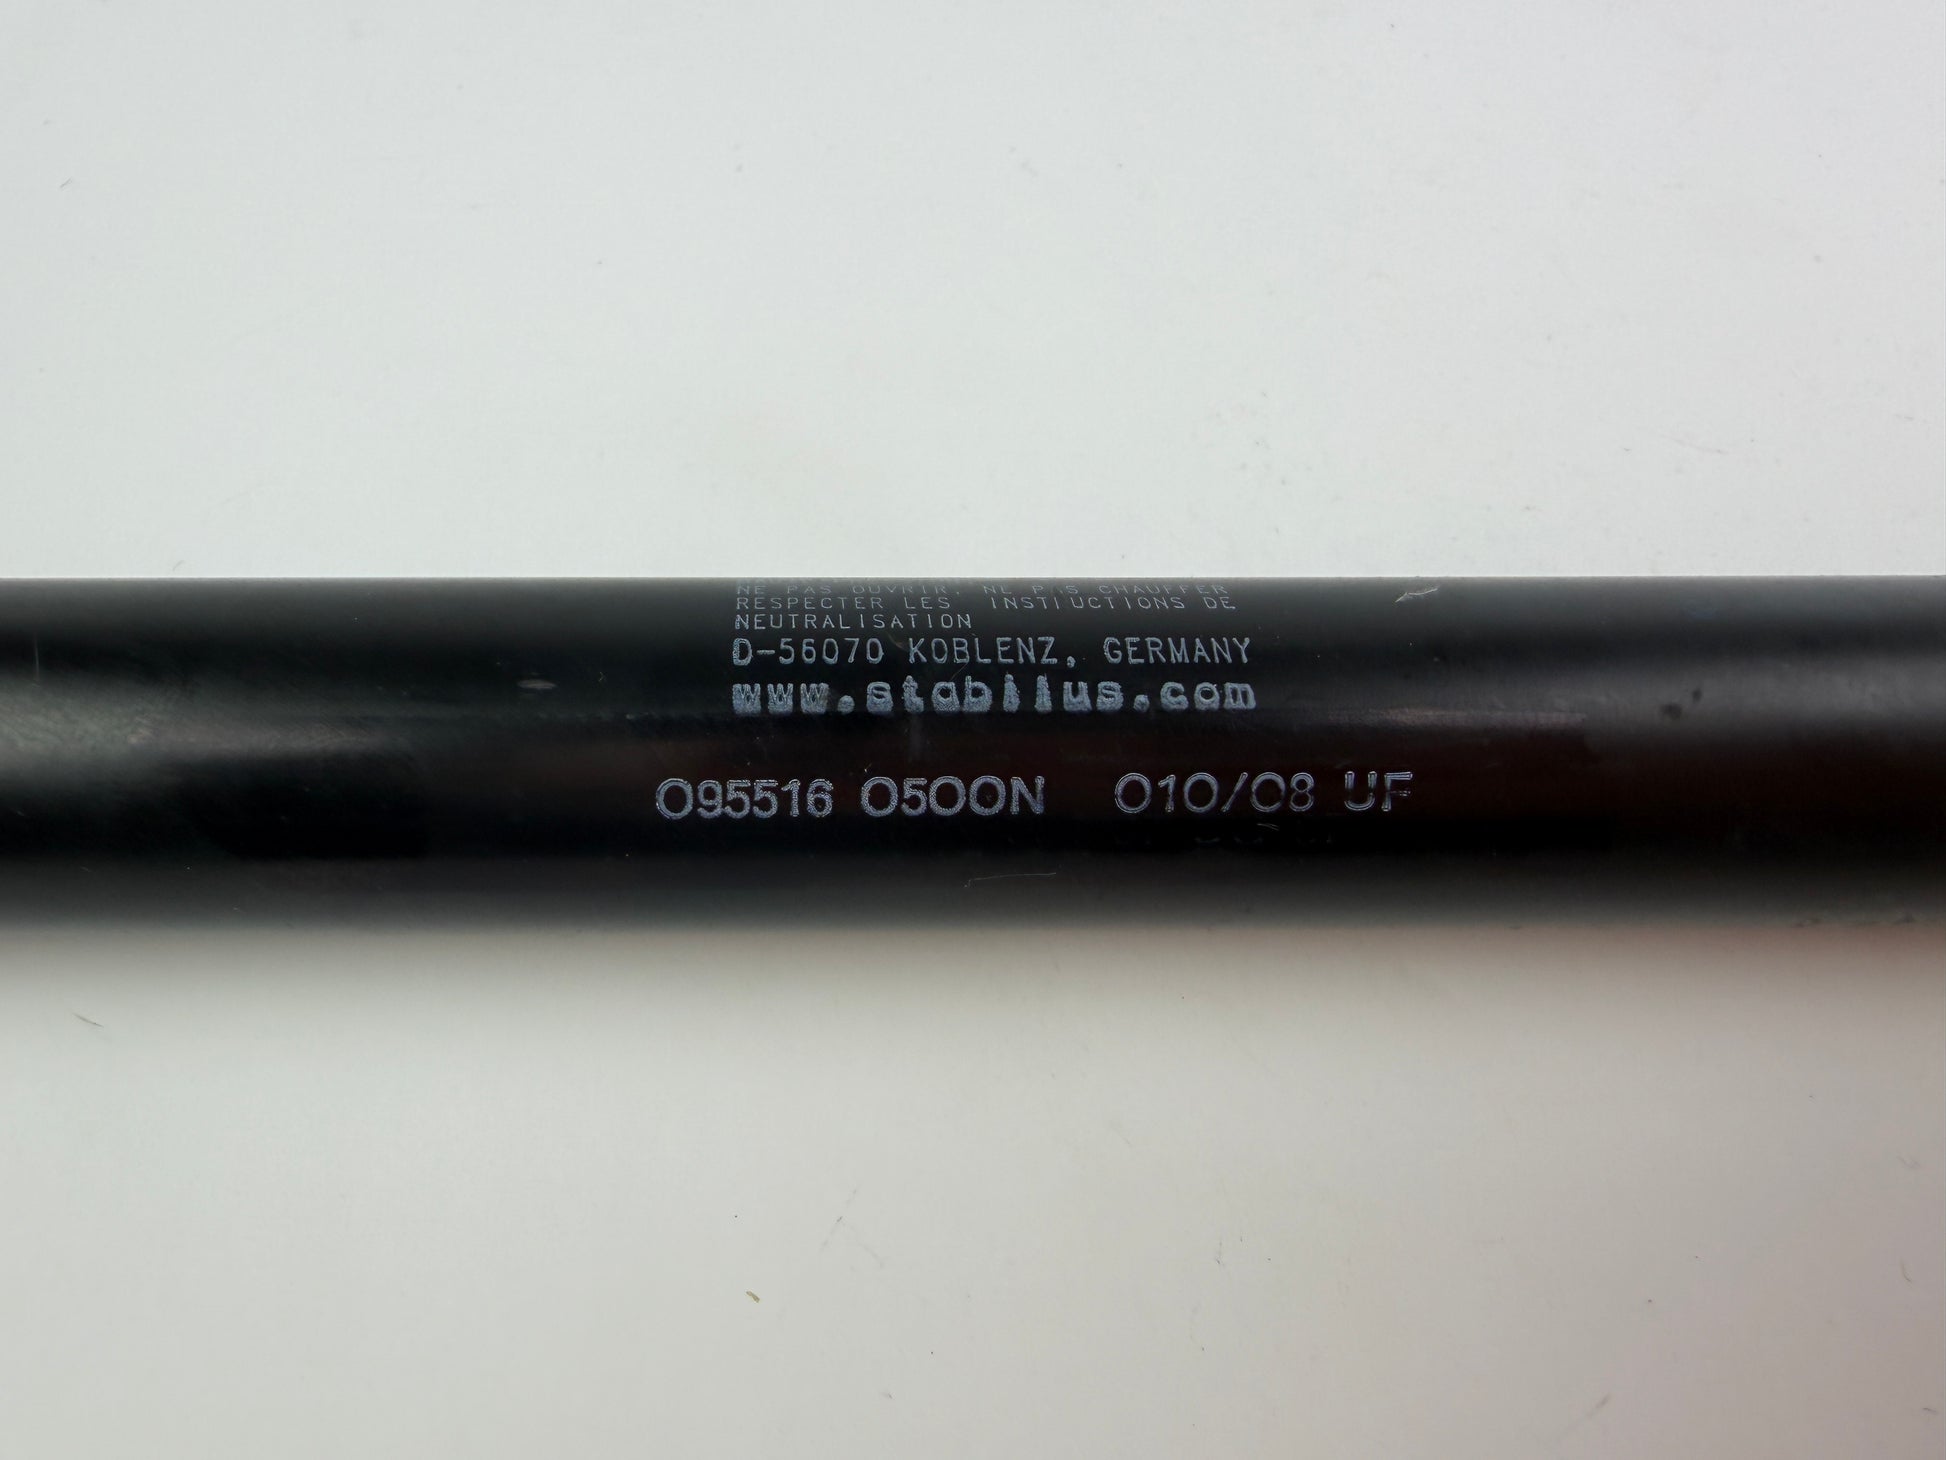 NE PAS OUVRIR. NE PAS CHAUFFER
RESPECTER LES INSTIUCTIONS DE
NEUTRALISATION
D-56070 KOBLENZ, GERMANY
www.stabilus.com
095516 0500N 010/08 UF